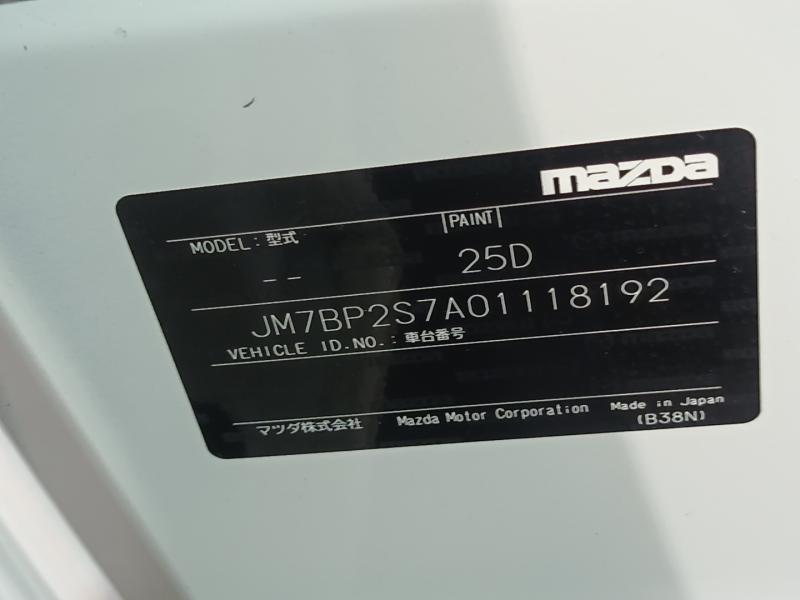 mazda
MODEL: 型式 |PAINT|
-- 25D
JM7BP2S7A01118192
VEHICLE ID.NO.: 車台番号
マツダ株式会社 Mazda Motor Corporation Made in Japan
(B38N)